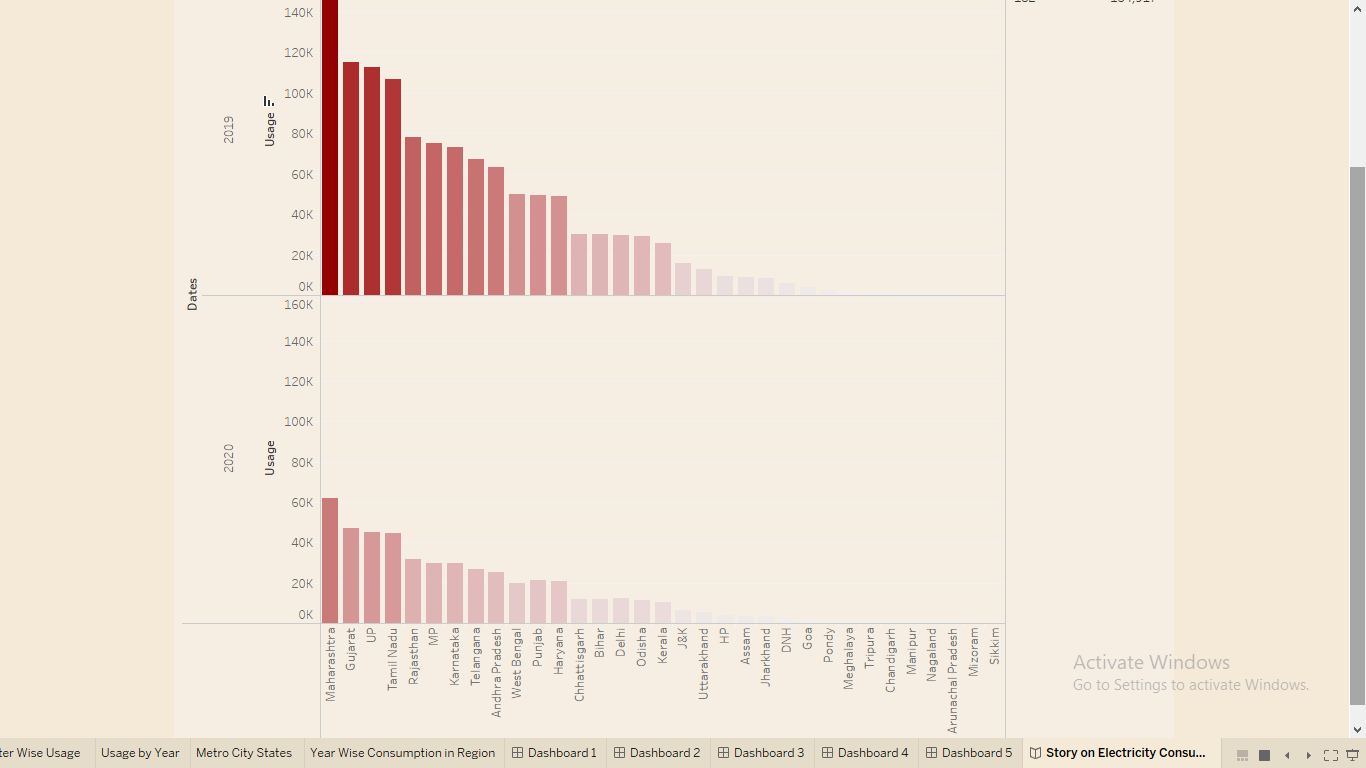 140K
120K
100K
80K
60K
40K
20K
0K
2019
Usage
Dates
160K
140K
120K
100K
80K
60K
40K
20K
0K
2020
Usage
Maharashtra
Gujarat
UP
Tamil Nadu
Rajasthan
MP
Karnataka
Telangana
Andhra Pradesh
West Bengal
Punjab
Haryana
Chhattisgarh
Bihar
Delhi
Odisha
Kerala
J&K
Uttarakhand
HP
Assam
Jharkhand
DNH
Goa
Pondy
Meghalaya
Tripura
Chandigarh
Manipur
Nagaland
Arunachal Pradesh
Mizoram
Sikkim
Activate Windows
Go to Settings to activate Windows.
ter Wise Usage
Usage by Year
Metro City States
Year Wise Consumption in Region
Dashboard 1
Dashboard 2
Dashboard 3
Dashboard 4
Dashboard 5
Story on Electricity Consu...